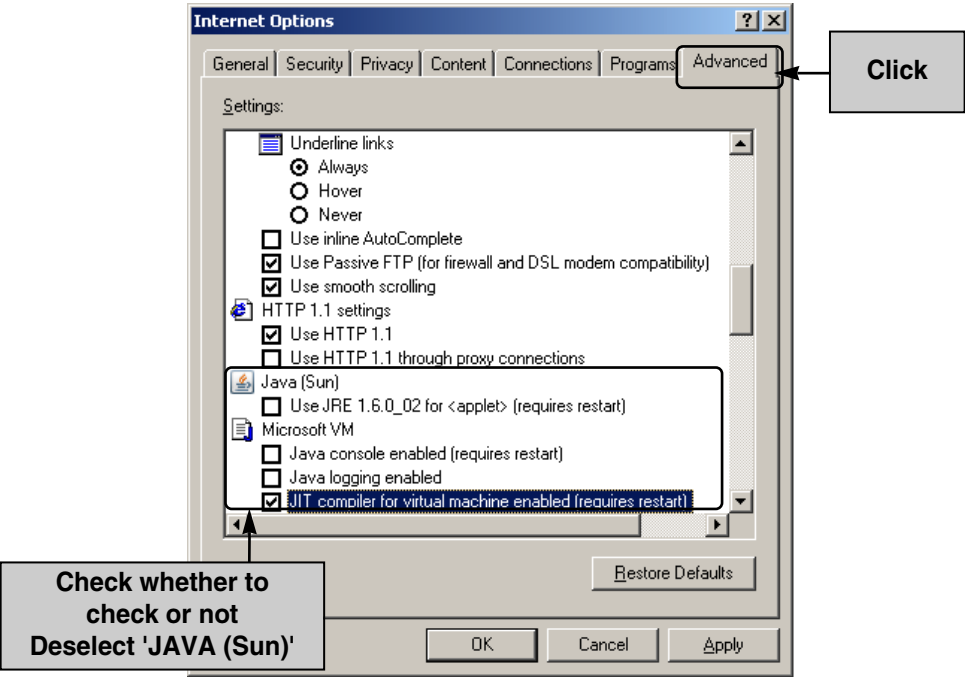 Internet Options
General Security Privacy Content Connections Programs Advanced
Click
Settings:
Underline links
Always
Hover
Never
Use inline AutoComplete
Use Passive FTP (for firewall and DSL modem compatibility)
Use smooth scrolling
HTTP 1.1 settings
Use HTTP 1.1
Use HTTP 1.1 through proxy connections
Java (Sun)
Use JRE 1.6.0_02 for <applet> (requires restart)
Microsoft VM
Java console enabled (requires restart)
Java logging enabled
JIT compiler for virtual machine enabled (requires restart)
Restore Defaults
Check whether to
check or not
Deselect 'JAVA (Sun)'
OK Cancel Apply